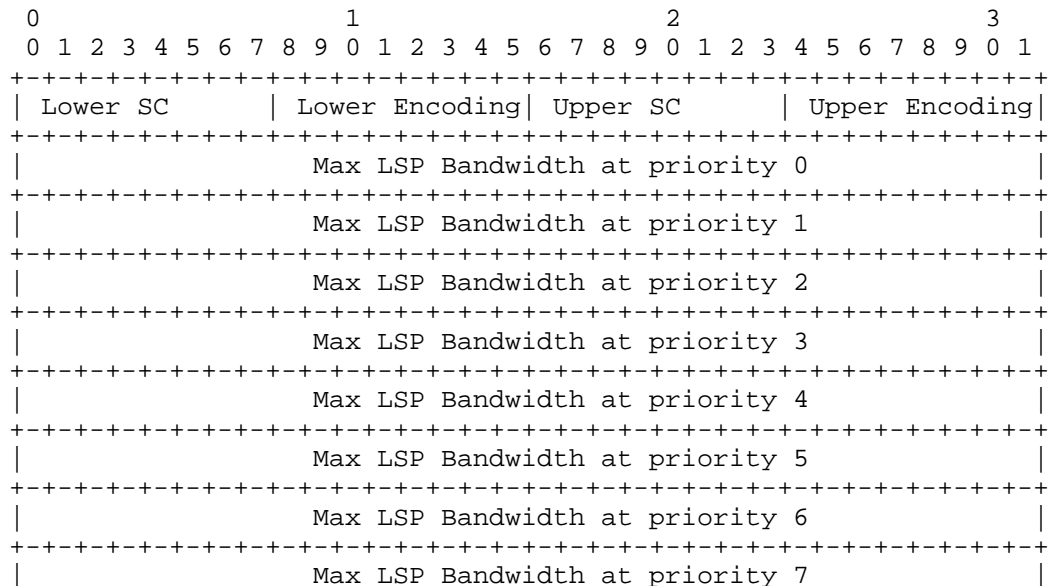 0                   1                   2                   3
 0 1 2 3 4 5 6 7 8 9 0 1 2 3 4 5 6 7 8 9 0 1 2 3 4 5 6 7 8 9 0 1
+-+-+-+-+-+-+-+-+-+-+-+-+-+-+-+-+-+-+-+-+-+-+-+-+-+-+-+-+-+-+-+-+
| Lower SC      | Lower Encoding| Upper SC      | Upper Encoding|
+-+-+-+-+-+-+-+-+-+-+-+-+-+-+-+-+-+-+-+-+-+-+-+-+-+-+-+-+-+-+-+-+
|                  Max LSP Bandwidth at priority 0              |
+-+-+-+-+-+-+-+-+-+-+-+-+-+-+-+-+-+-+-+-+-+-+-+-+-+-+-+-+-+-+-+-+
|                  Max LSP Bandwidth at priority 1              |
+-+-+-+-+-+-+-+-+-+-+-+-+-+-+-+-+-+-+-+-+-+-+-+-+-+-+-+-+-+-+-+-+
|                  Max LSP Bandwidth at priority 2              |
+-+-+-+-+-+-+-+-+-+-+-+-+-+-+-+-+-+-+-+-+-+-+-+-+-+-+-+-+-+-+-+-+
|                  Max LSP Bandwidth at priority 3              |
+-+-+-+-+-+-+-+-+-+-+-+-+-+-+-+-+-+-+-+-+-+-+-+-+-+-+-+-+-+-+-+-+
|                  Max LSP Bandwidth at priority 4              |
+-+-+-+-+-+-+-+-+-+-+-+-+-+-+-+-+-+-+-+-+-+-+-+-+-+-+-+-+-+-+-+-+
|                  Max LSP Bandwidth at priority 5              |
+-+-+-+-+-+-+-+-+-+-+-+-+-+-+-+-+-+-+-+-+-+-+-+-+-+-+-+-+-+-+-+-+
|                  Max LSP Bandwidth at priority 6              |
+-+-+-+-+-+-+-+-+-+-+-+-+-+-+-+-+-+-+-+-+-+-+-+-+-+-+-+-+-+-+-+-+
|                  Max LSP Bandwidth at priority 7              |